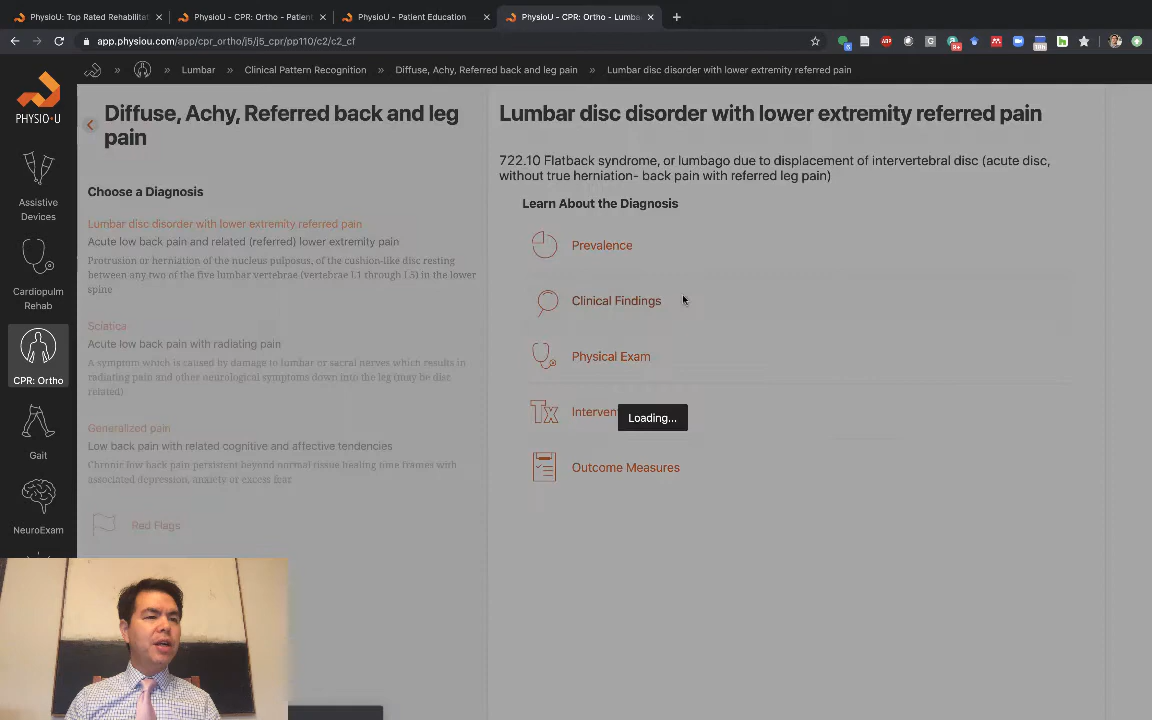 PhysioU: Top Rated Rehabilitat
PhysioU - CPR: Ortho - Patient
PhysioU - Patient Education
PhysioU - CPR: Ortho - Lumba
app.physiou.com/app/cpr_ortho/j5/j5_cpr/pp110/c2/c2_cf
» » Lumbar » Clinical Pattern Recognition » Diffuse, Achy, Referred back and leg pain » Lumbar disc disorder with lower extremity referred pain
PHYSIO•U
Assistive
Devices
Cardiopulm
Rehab
CPR: Ortho
Gait
NeuroExam
Diffuse, Achy, Referred back and leg
pain
Choose a Diagnosis
Lumbar disc disorder with lower extremity referred pain
Acute low back pain and related (referred) lower extremity pain
Protrusion or herniation of the nucleus pulposus, of the cushion-like disc resting
between any two of the five lumbar vertebrae (vertebrae L1 through L5) in the lower
spine
Sciatica
Acute low back pain with radiating pain
A symptom which is caused by damage to lumbar or sacral nerves which results in
radiating pain and other neurological symptoms down into the leg (may be disc
related)
Generalized pain
Low back pain with related cognitive and affective tendencies
Chronic low back pain persistent beyond normal tissue healing time frames with
associated depression, anxiety or excess fear
Red Flags
Lumbar disc disorder with lower extremity referred pain
722.10 Flatback syndrome, or lumbago due to displacement of intervertebral disc (acute disc,
without true herniation- back pain with referred leg pain)
Learn About the Diagnosis
Prevalence
Clinical Findings
Physical Exam
Tx Interven
Loading...
Outcome Measures